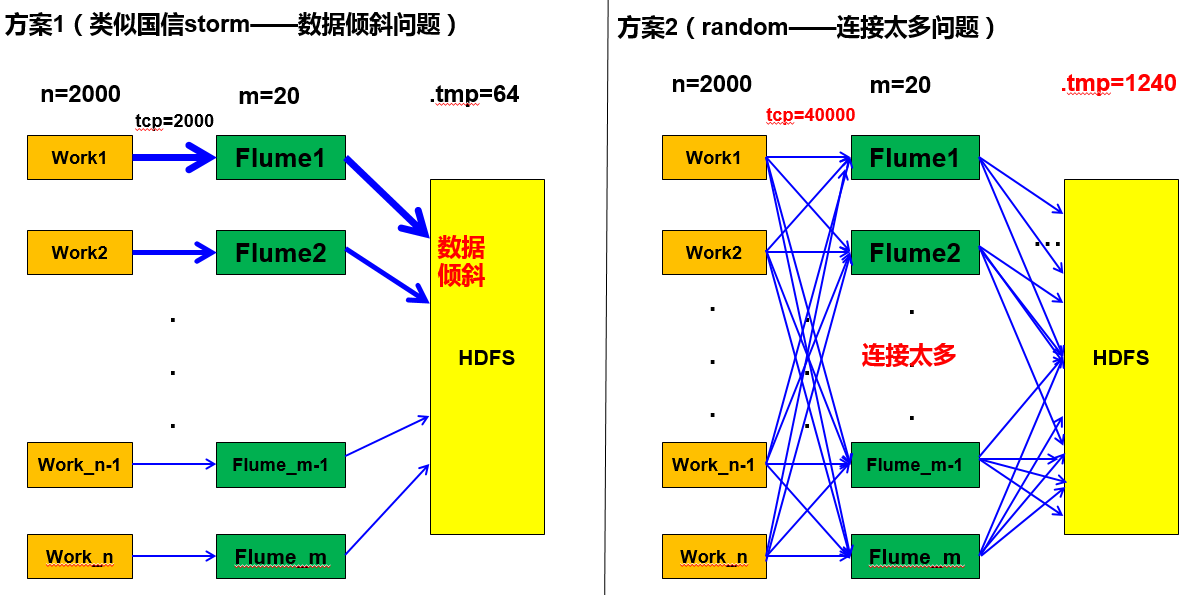 方案1（类似国信storm——数据倾斜问题）
n=2000
m=20
.tmp=64
tcp=2000
Work1
Flume1
Work2
Flume2
数据
倾斜
.
.
.
HDFS
Work_n-1
Flume_m-1
Work_n
Flume_m
方案2（random——连接太多问题）
n=2000
m=20
.tmp=1240
tcp=40000
Work1
Flume1
Work2
Flume2
...
.
.
.
.
.
.
连接太多
.
.
.
HDFS
Work_n-1
Flume_m-1
Work_n
Flume_m